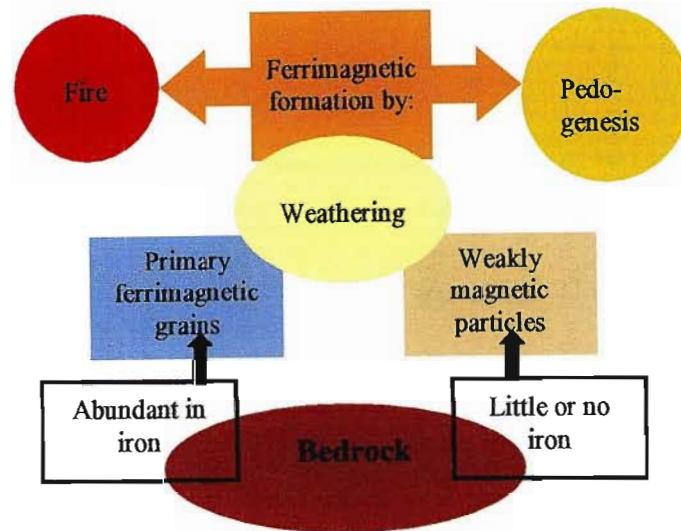 Fire
Ferrimagnetic
formation by:
Pedo-
genesis
Weathering
Primary
ferrimagnetic
grains
Weakly
magnetic
particles
Abundant in
iron
Little or no
iron
Bedrock